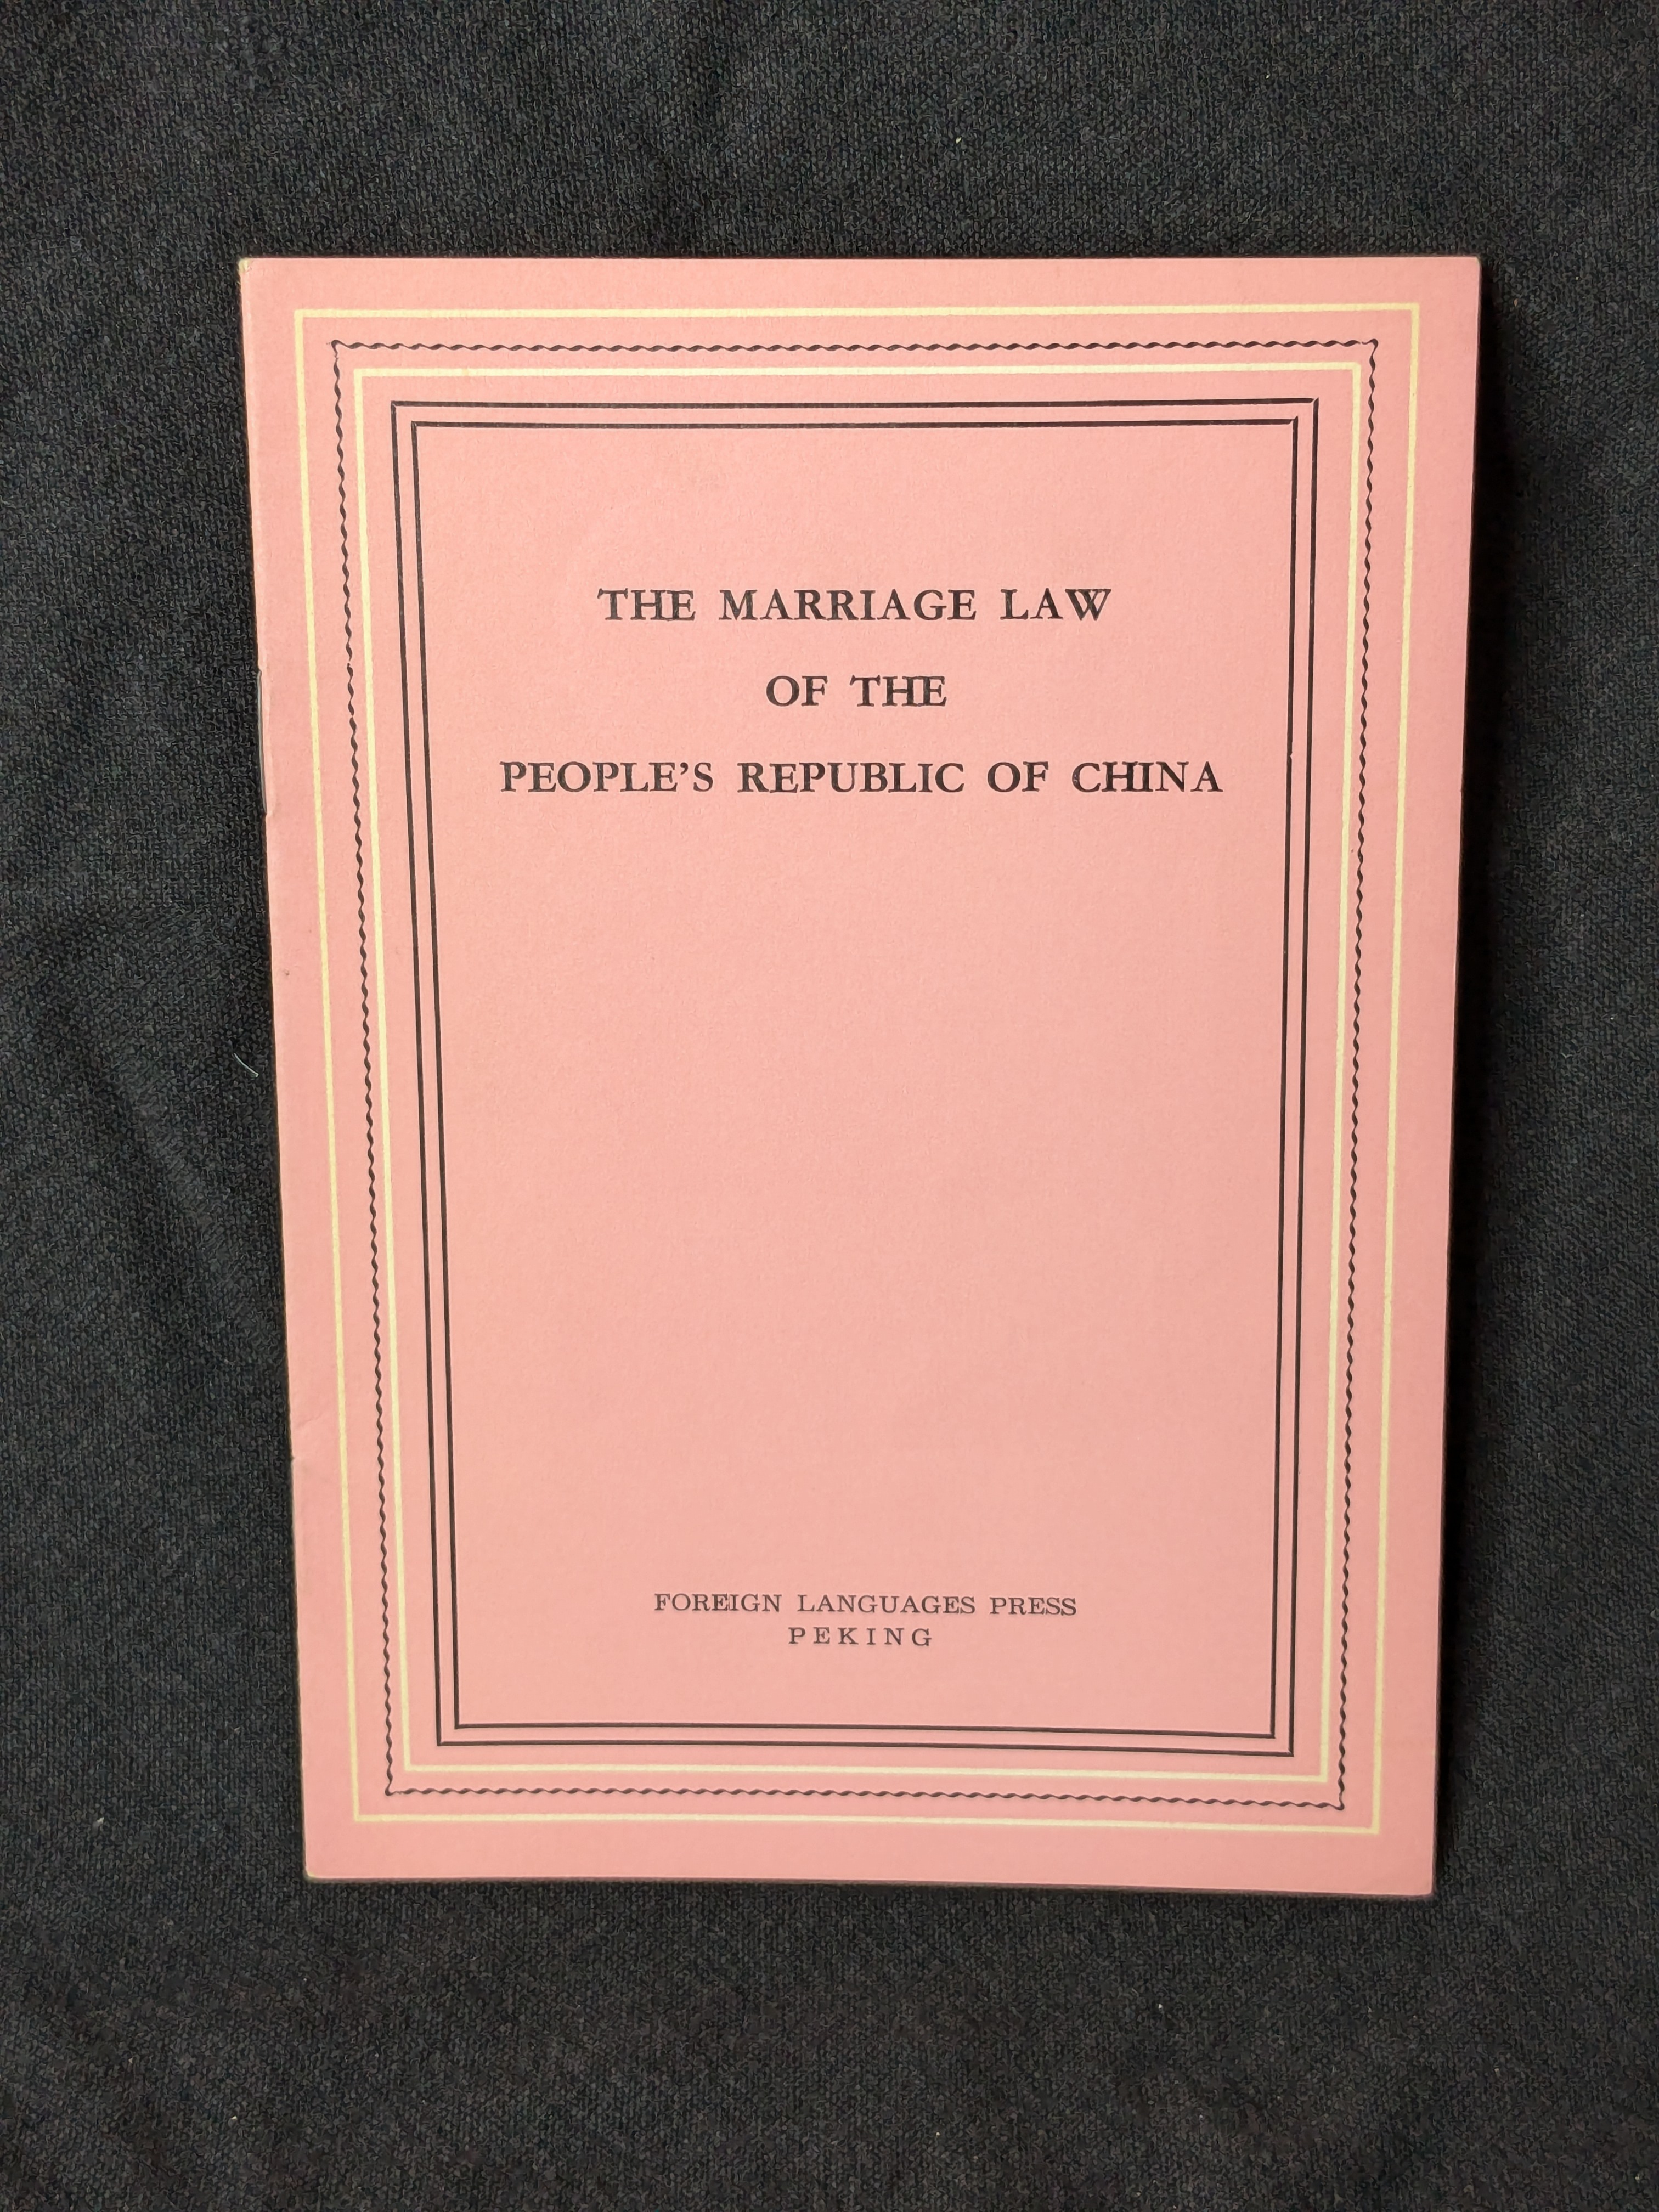 THE MARRIAGE LAW
OF THE
PEOPLE'S REPUBLIC OF CHINA
FOREIGN LANGUAGES PRESS
PEKING